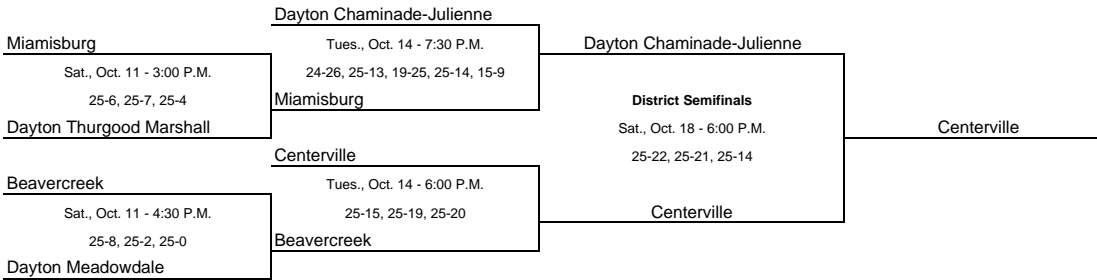 Dayton Chaminade-Julienne
Miamisburg
Tues., Oct. 14 - 7:30 P.M.
Dayton Chaminade-Julienne
Sat., Oct. 11 - 3:00 P.M.
24-26, 25-13, 19-25, 25-14, 15-9
25-6, 25-7, 25-4
Miamisburg
District Semifinals
Dayton Thurgood Marshall
Sat., Oct. 18 - 6:00 P.M.
Centerville
Centerville
25-22, 25-21, 25-14
Beavercreek
Tues., Oct. 14 - 6:00 P.M.
Sat., Oct. 11 - 4:30 P.M.
25-15, 25-19, 25-20
Centerville
25-8, 25-2, 25-0
Beavercreek
Dayton Meadowdale